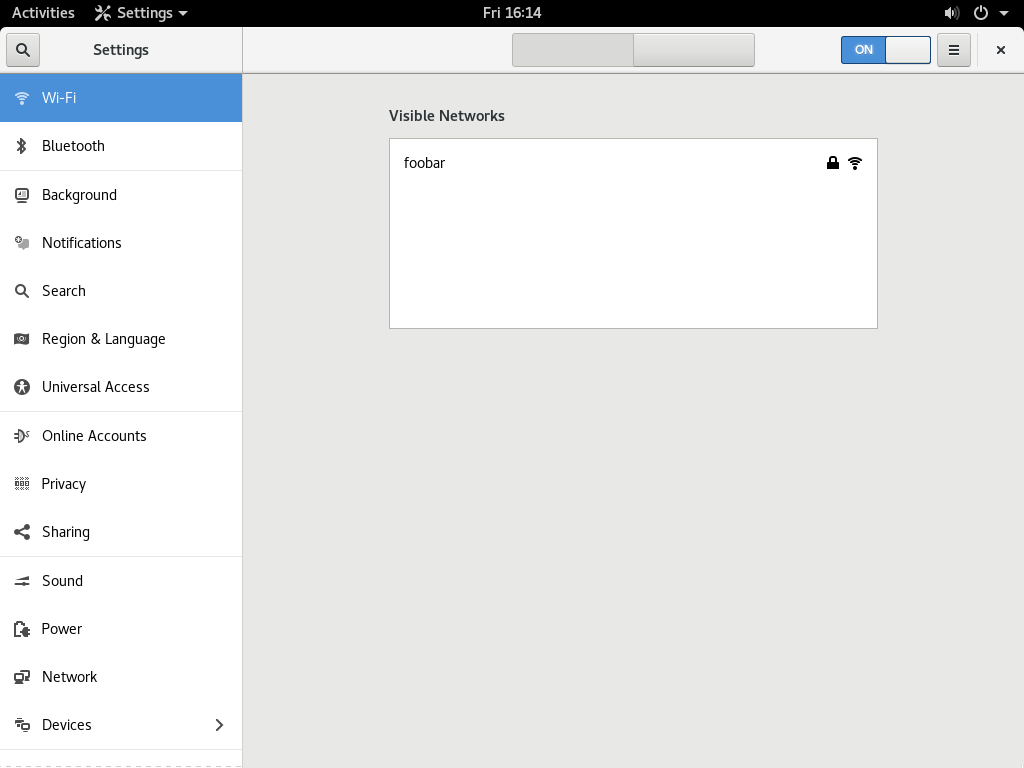 Activities
Settings
Fri 16:14
Settings
ON
Wi-Fi
Bluetooth
Background
Notifications
Search
Region & Language
Universal Access
Online Accounts
Privacy
Sharing
Sound
Power
Network
Devices
Visible Networks
foobar